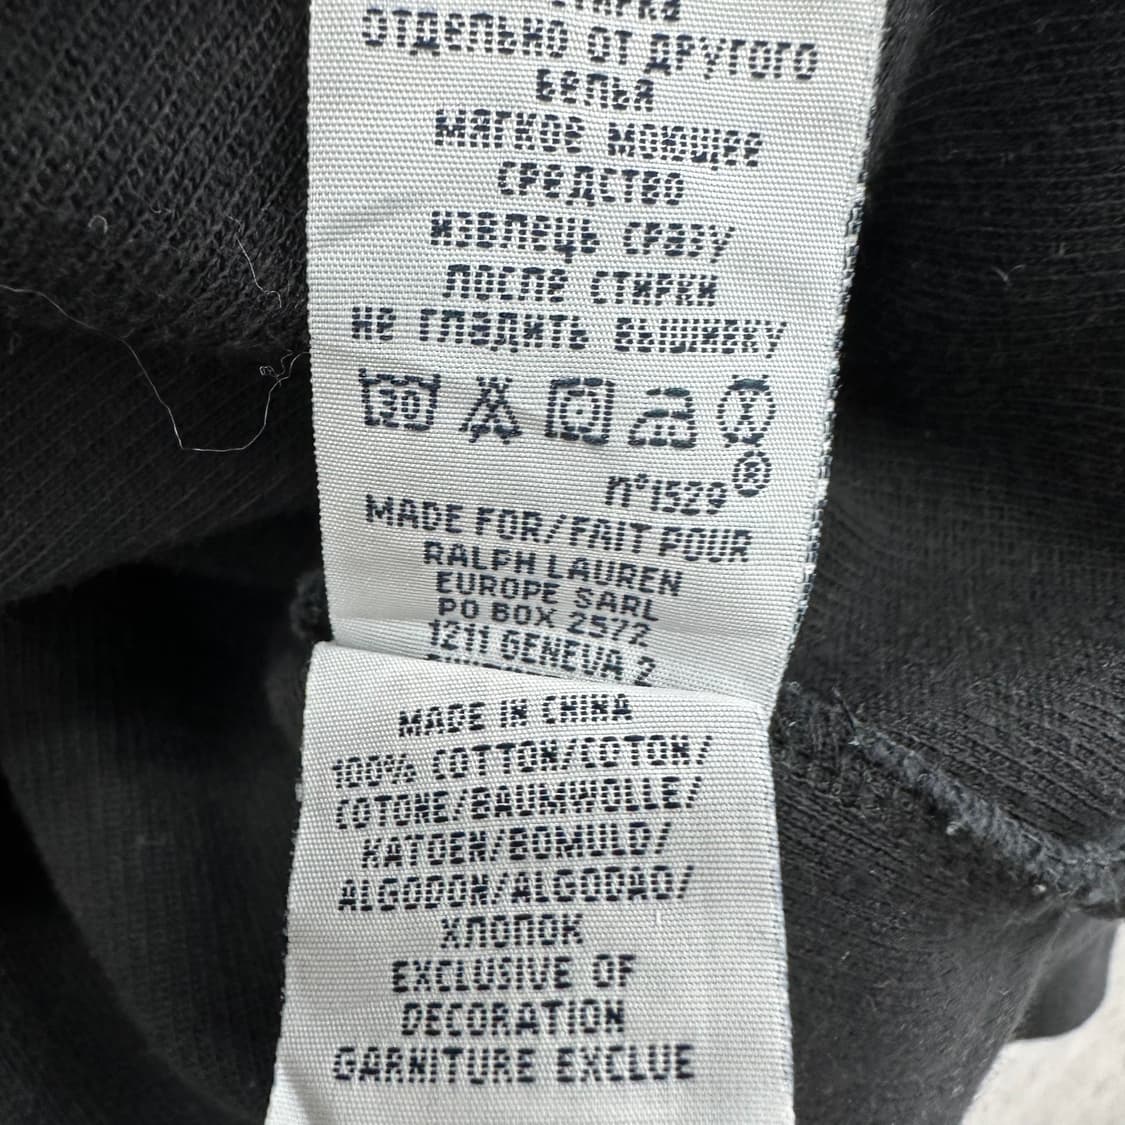 стирка
ОТДЕЛЬНО ОТ ДРУГОГО
БЕЛЬЯ
МЯГКОЕ МОЮЩЕЕ
СРЕДСТВО
ИЗВЛЕЦЬ СРАЗУ
ПОСЛЕ СТИРКИ
НЕ ГЛАДИТЬ ВЫШИВКУ
30
n°1529®
MADE FOR/FAIT POUR
RALPH LAUREN
EUROPE SARL
PO BOX 2572
1211 GENEVA 2
MADE IN CHINA
100% COTTON/COTON/
COTONE/BAUMWOLLE/
KATOEN/BOMULD/
ALGODON/ALGODAO/
ХЛОПОК
EXCLUSIVE OF
DECORATION
GARNITURE EXCLUE